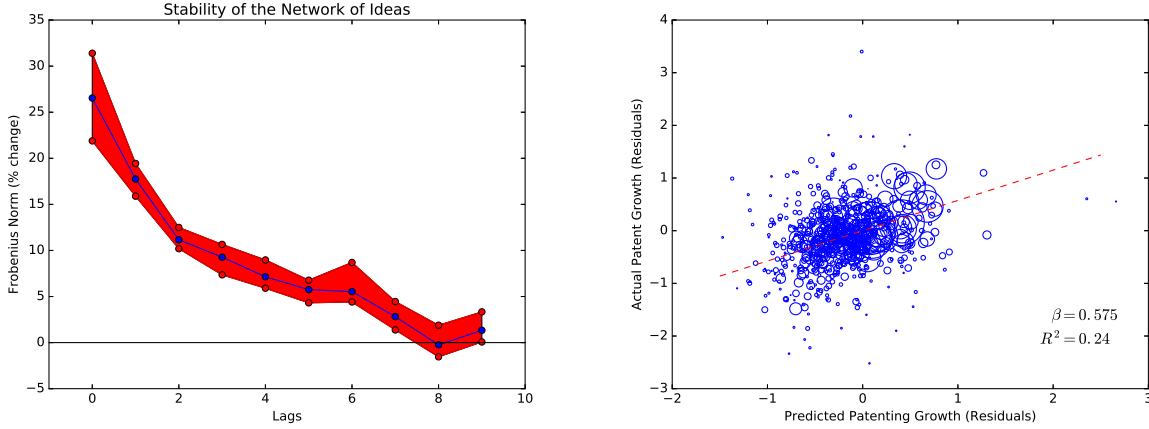 Stability of the Network of Ideas
35
30
25
20
15
10
5
0
−5
Frobenius Norm (% change)
0 2 4 6 8 10
Lags
4
3
2
1
0
−1
−2
−3
Actual Patent Growth (Residuals)
β = 0.575
R² = 0.24
−2 −1 0 1 2 3
Predicted Patenting Growth (Residuals)